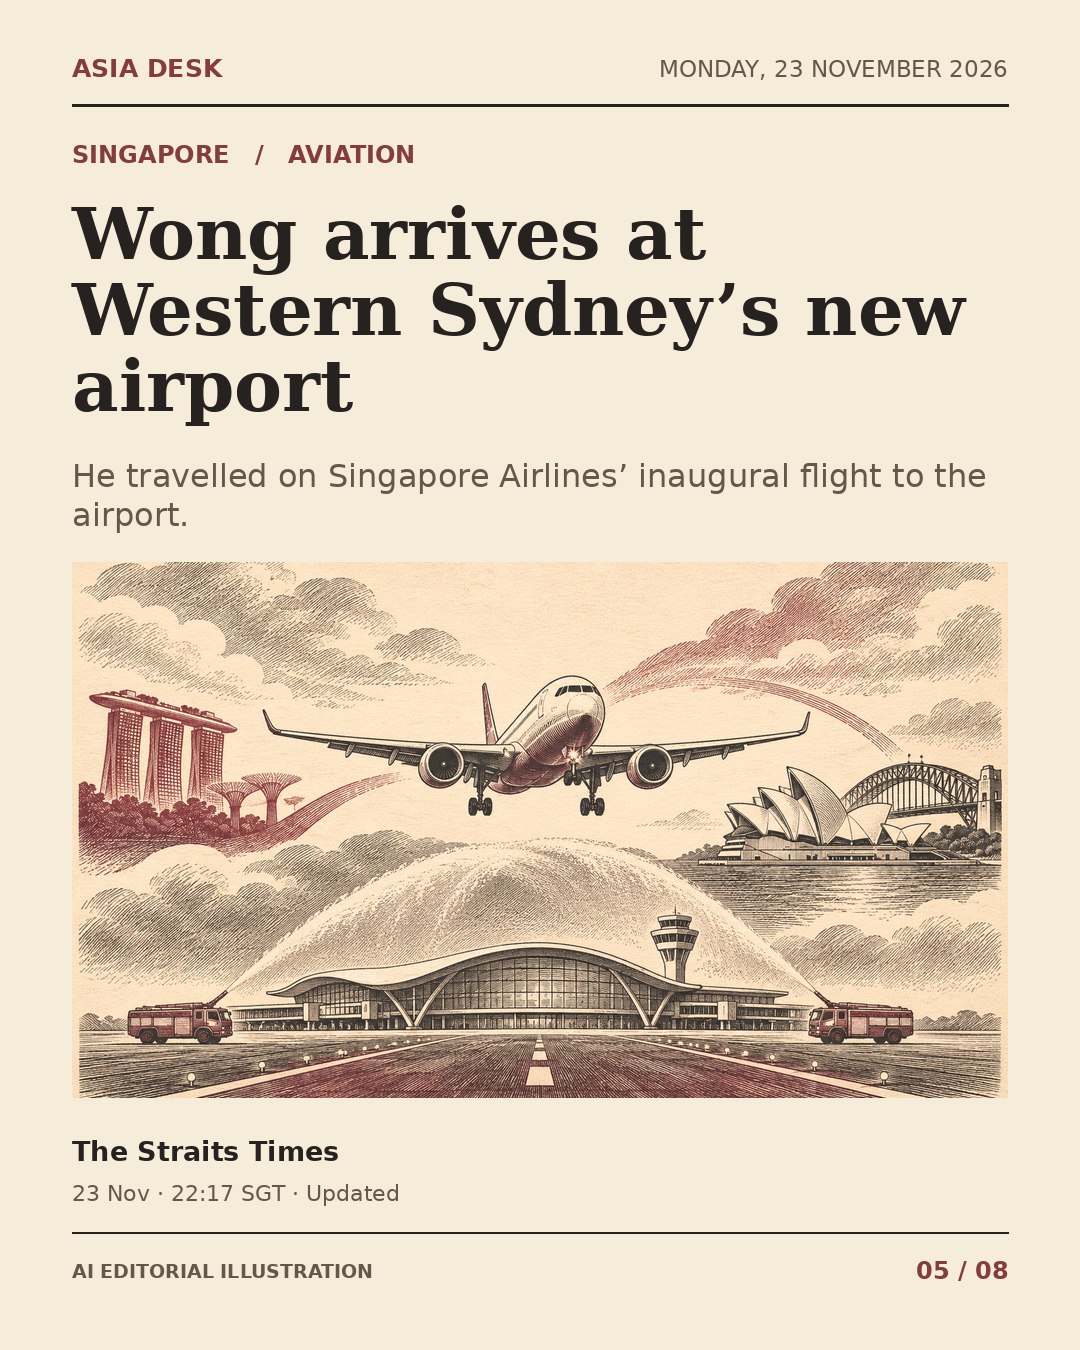 ASIA DESK
MONDAY, 23 NOVEMBER 2026
SINGAPORE / AVIATION
Wong arrives at
Western Sydney’s new
airport
He travelled on Singapore Airlines’ inaugural flight to the
airport.
The Straits Times
23 Nov · 22:17 SGT · Updated
AI EDITORIAL ILLUSTRATION
05 / 08